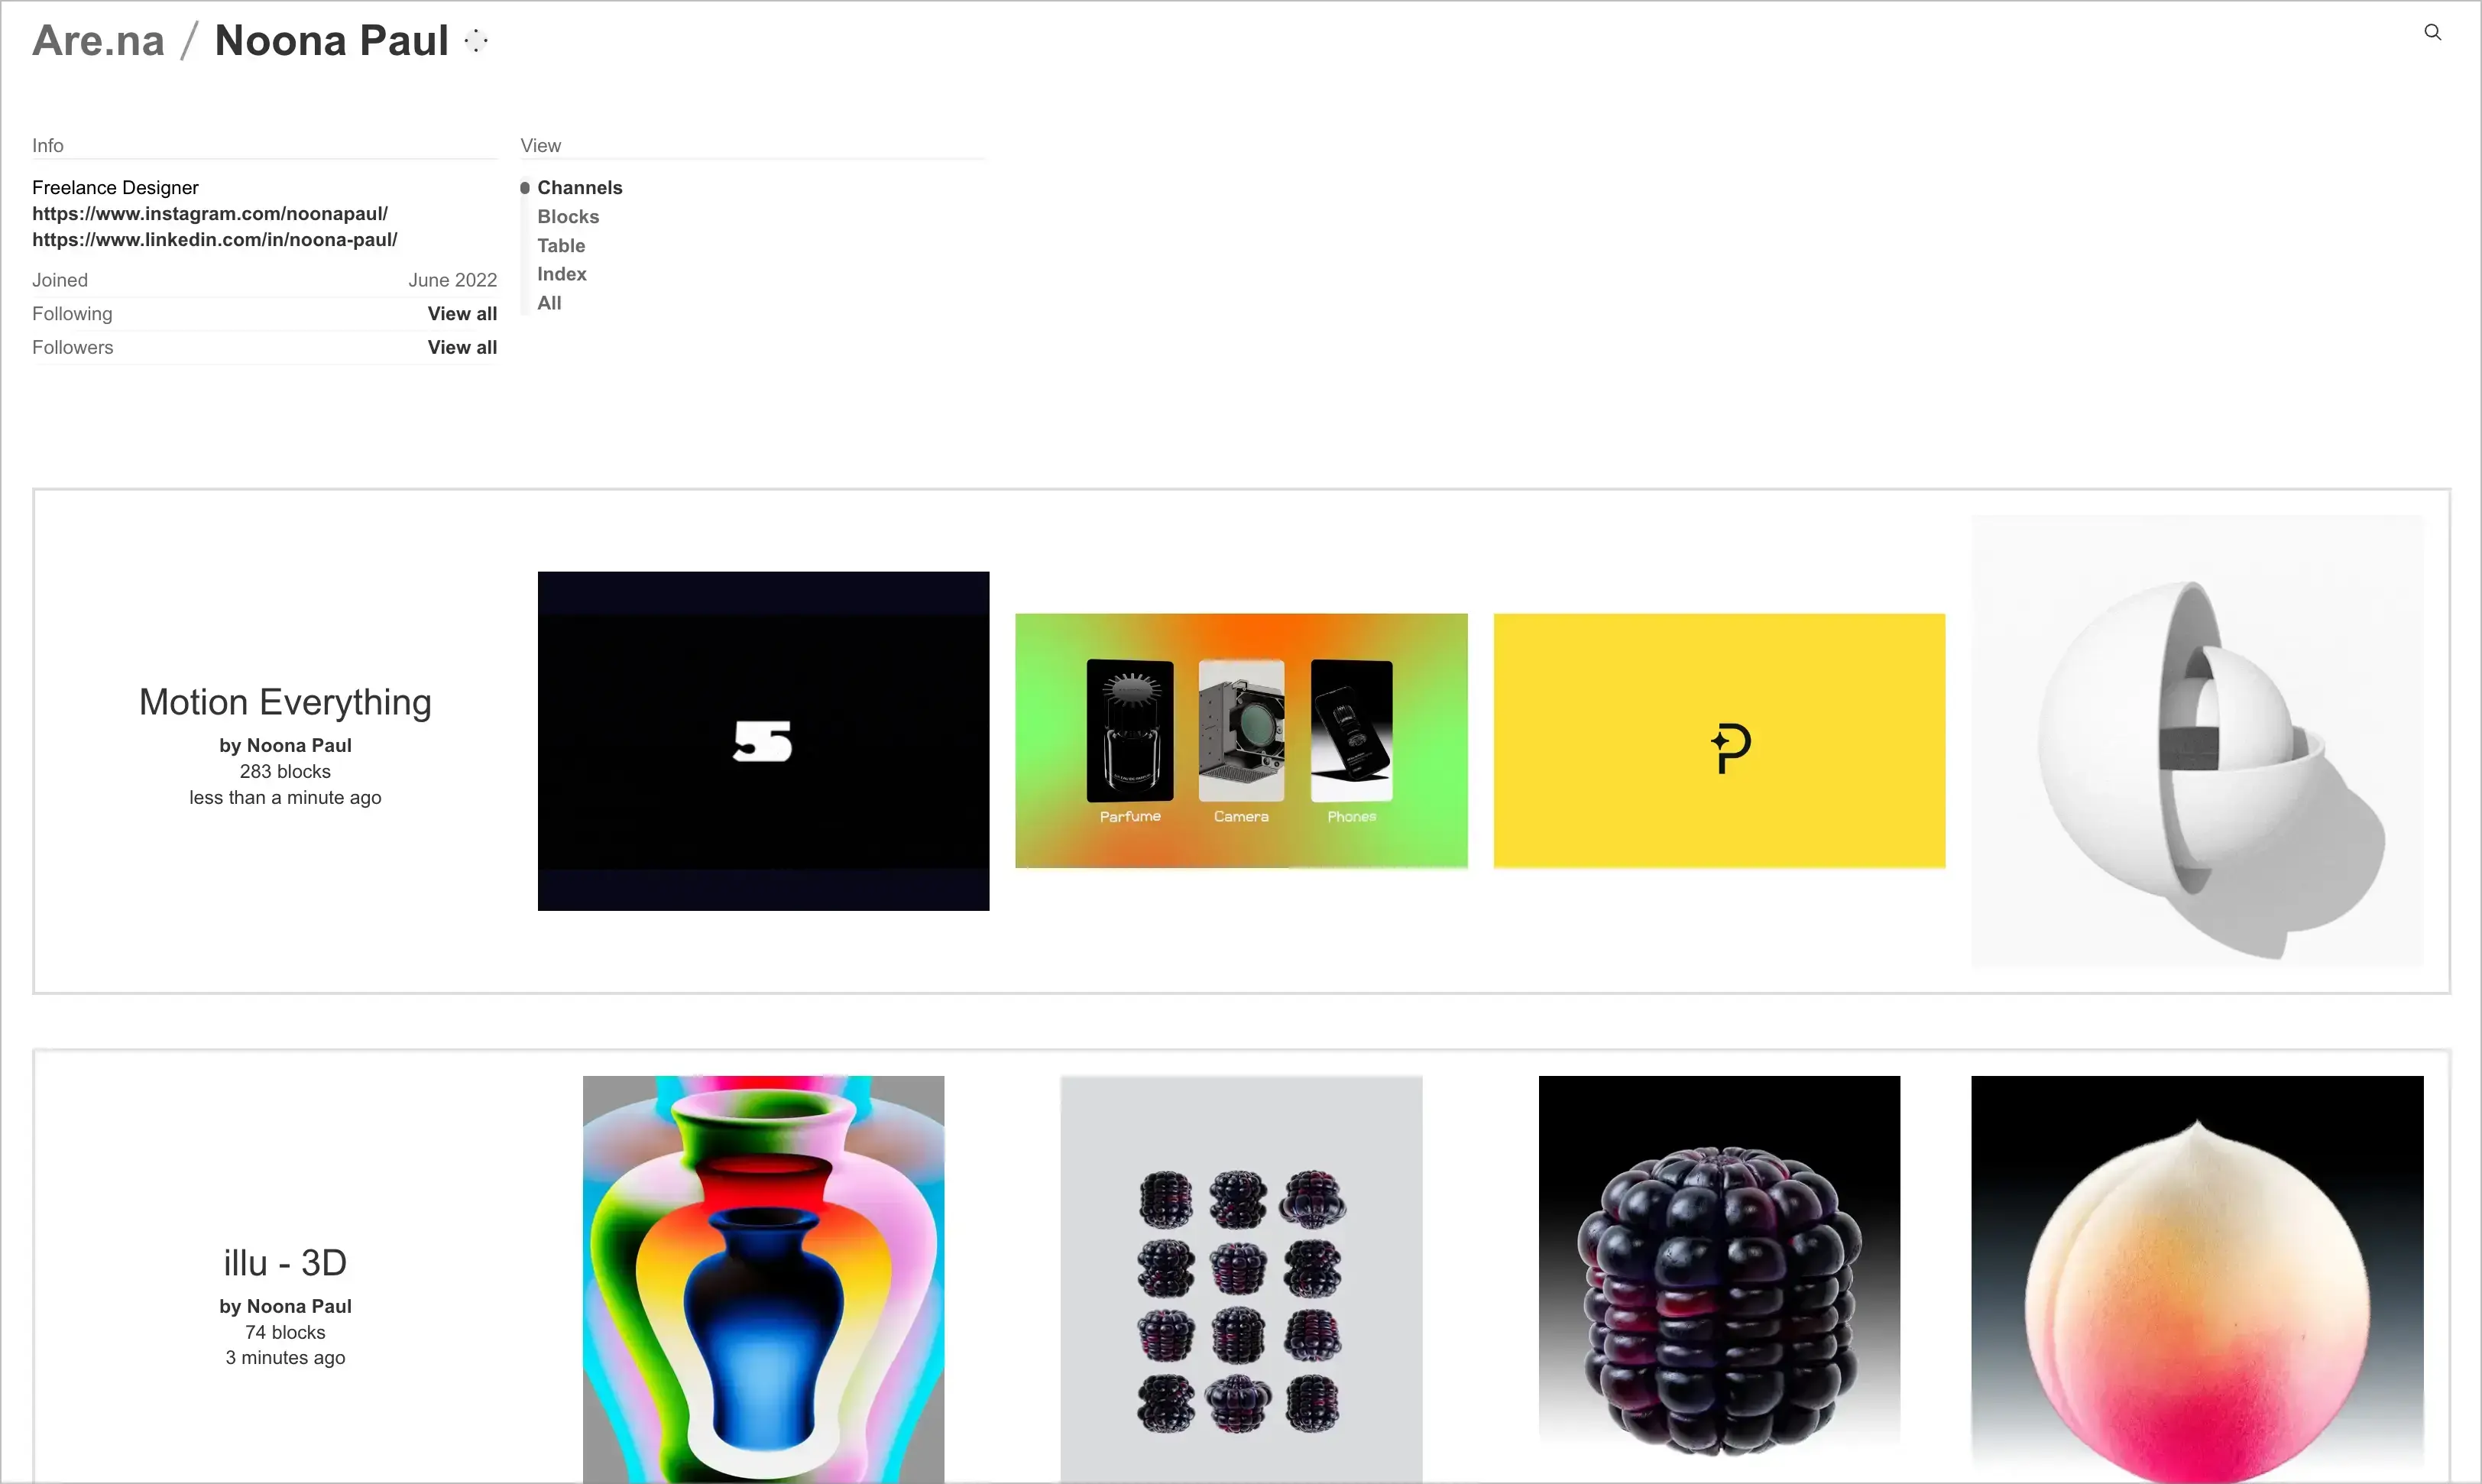 Are.na / Noona Paul
Info
Freelance Designer
https://www.instagram.com/noonapaul/
https://www.linkedin.com/in/noona-paul/
Joined June 2022
Following View all
Followers View all
View
Channels
Blocks
Table
Index
All
Motion Everything
by Noona Paul
283 blocks
less than a minute ago
55
Parfume Camera Phones
P
illu - 3D
by Noona Paul
74 blocks
3 minutes ago